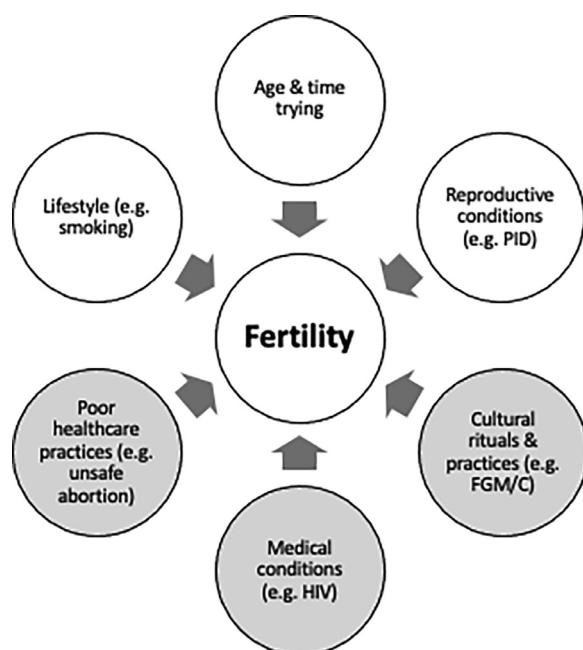 Age & time
trying
Reproductive
conditions
(e.g. PID)
Cultural
rituals &
practices (e.g.
FGM/C)
Medical
conditions
(e.g. HIV)
Poor
healthcare
practices (e.g.
unsafe
abortion)
Lifestyle (e.g.
smoking)
Fertility